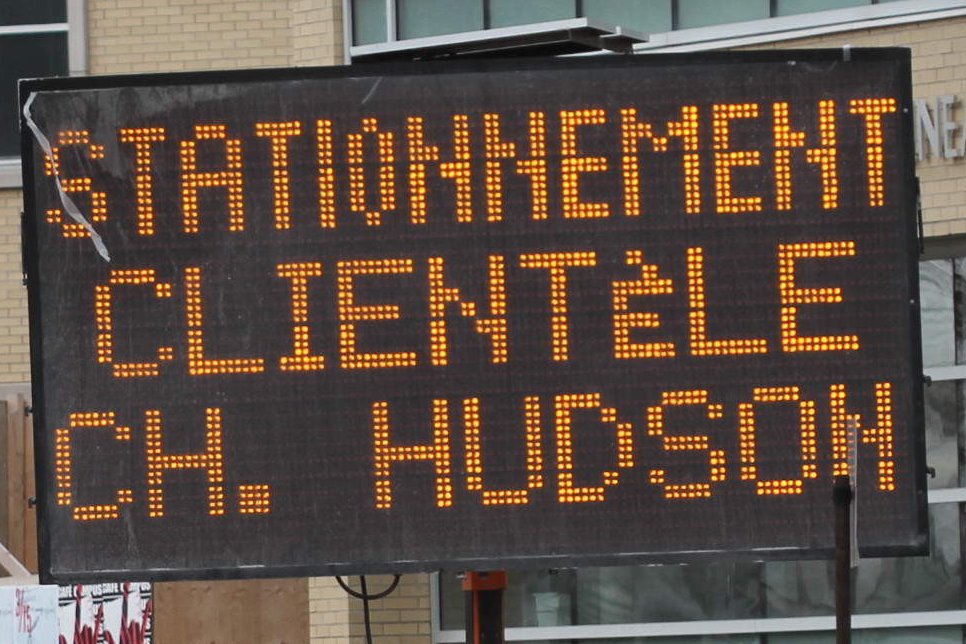 STATIONNEMENT
CLIENTèLE
CH. HUDSON